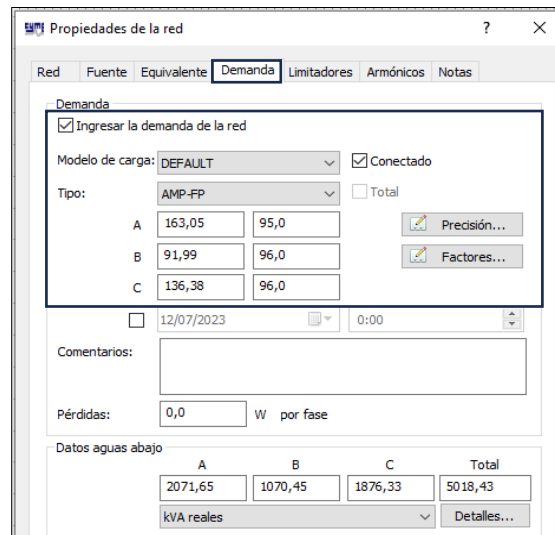 SYME Propiedades de la red ? ×
Red Fuente Equivalente Demanda Limitadores Armónicos Notas
Demanda
Ingresar la demanda de la red
Modelo de carga: DEFAULT Conectado
Tipo: AMP-FP Total
A 163,05 95,0 Precisión...
B 91,99 96,0 Factores...
C 136,38 96,0
12/07/2023 0:00
Comentarios:
Pérdidas: 0,0 W por fase
Datos aguas abajo
A B C Total
2071,65 1070,45 1876,33 5018,43
kVA reales Detalles...